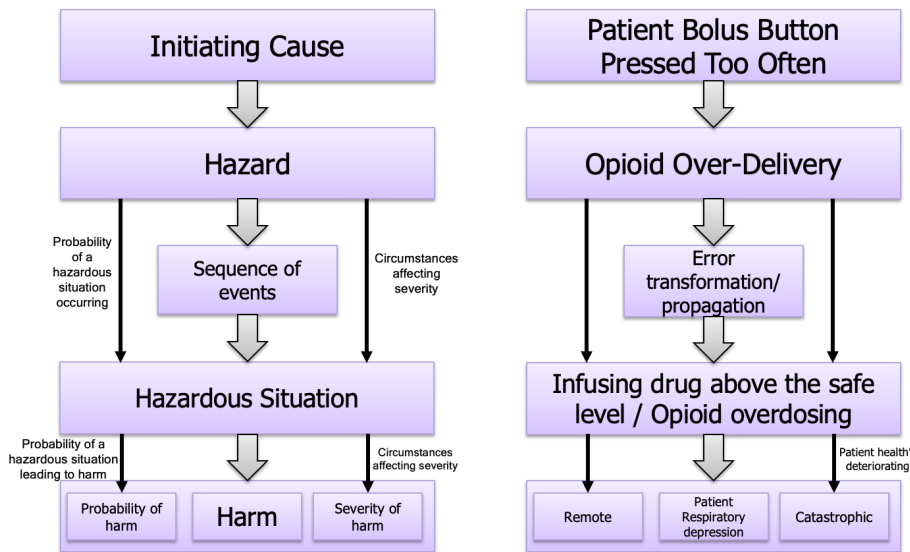 Initiating Cause
Hazard
Probability
of a
hazardous
situation
occurring
Sequence of
events
Circumstances
affecting
severity
Hazardous Situation
Probability of a
hazardous situation
leading to harm
Circumstances
affecting severity
Probability of
harm
Harm
Severity of
harm
Patient Bolus Button
Pressed Too Often
Opioid Over-Delivery
Error
transformation/
propagation
Infusing drug above the safe
level / Opioid overdosing
Patient health'
deteriorating
Remote
Patient
Respiratory
depression
Catastrophic